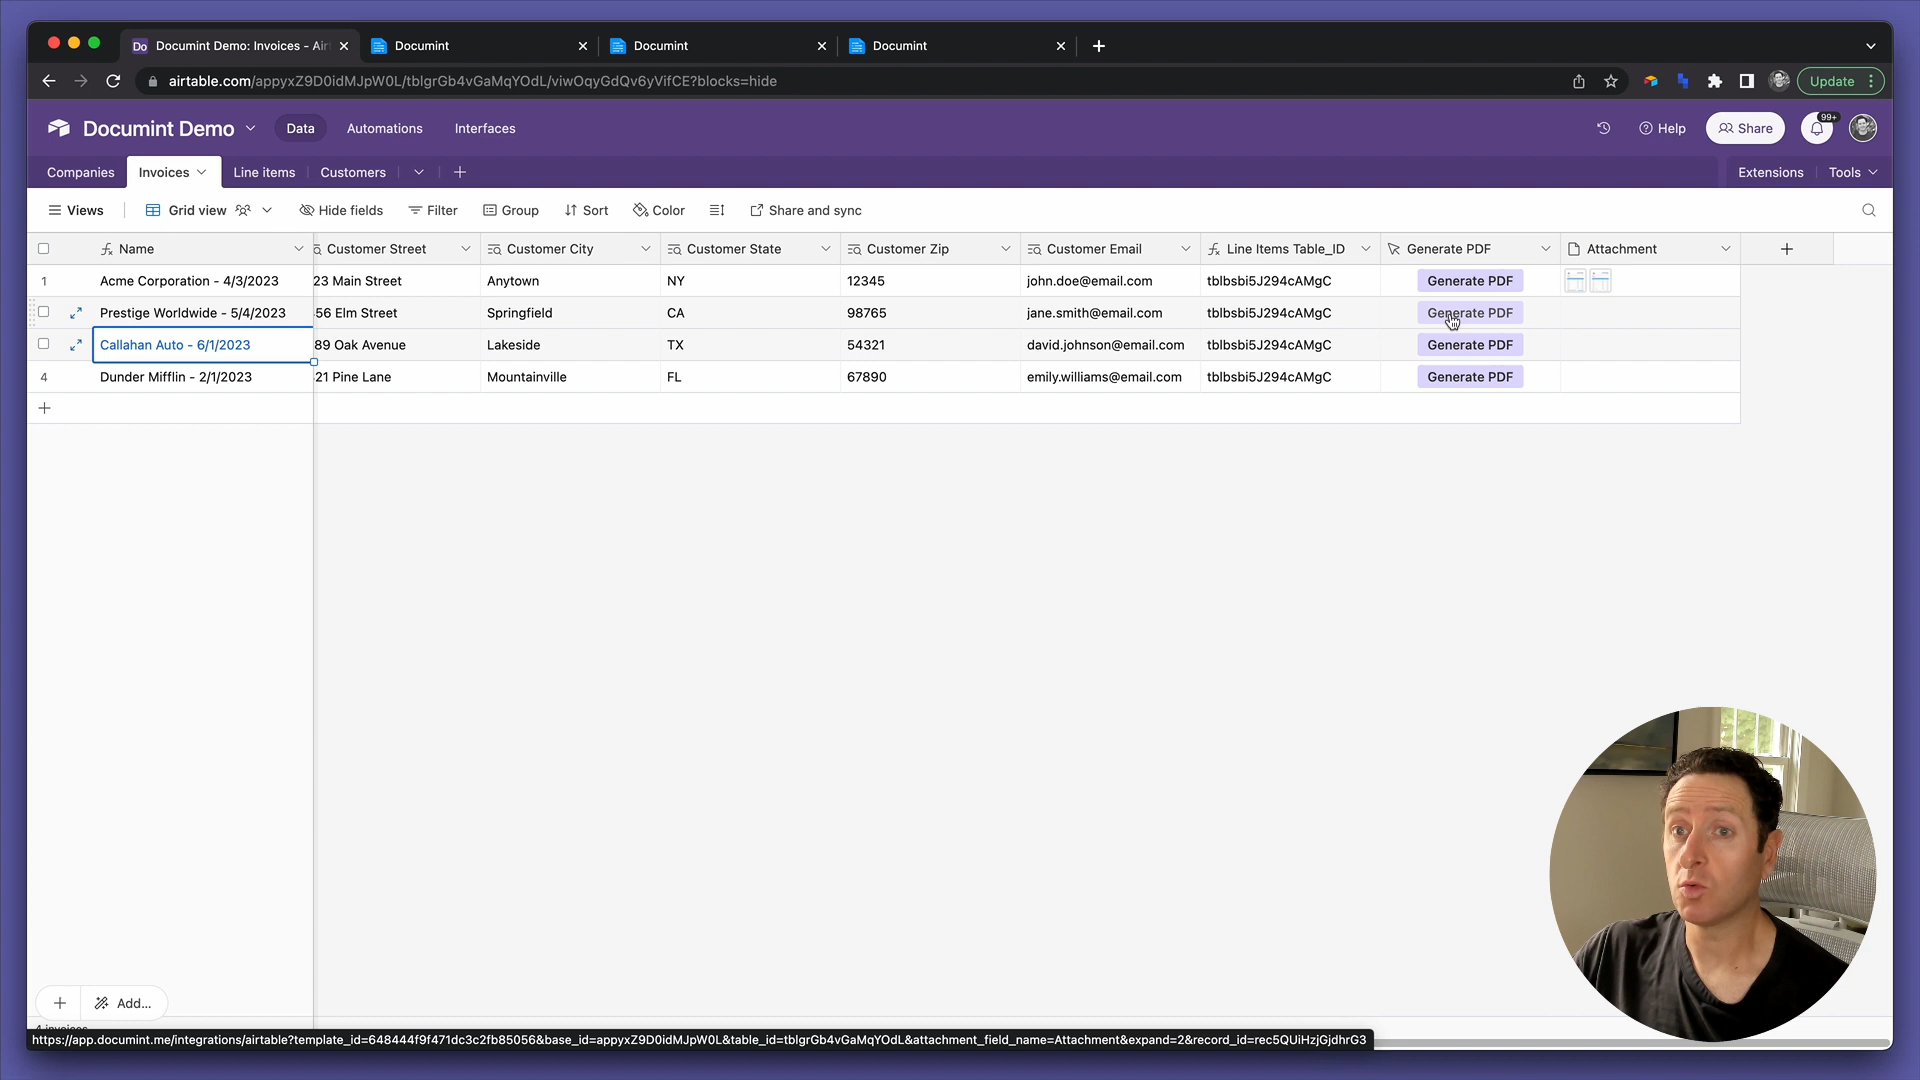 Do Documint Demo: Invoices - Air
Documint
Documint
Documint
airtable.com/appyxZ9D0idMJpW0L/tblgrGb4vGaMqYOdL/viwOqyGdQv6yVifCE?blocks=hide
Update
Documint Demo
Data
Automations
Interfaces
Help
Share
99+
Companies
Invoices
Line items
Customers
Extensions
Tools
Views
Grid view
Hide fields
Filter
Group
Sort
Color
Share and sync
Name
Customer Street
Customer City
Customer State
Customer Zip
Customer Email
Line Items Table_ID
Generate PDF
Attachment
1 Acme Corporation - 4/3/2023 23 Main Street Anytown NY 12345 john.doe@email.com tblbsbi5J294cAMgC Generate PDF
Prestige Worldwide - 5/4/2023 56 Elm Street Springfield CA 98765 jane.smith@email.com tblbsbi5J294cAMgC Generate PDF
Callahan Auto - 6/1/2023 89 Oak Avenue Lakeside TX 54321 david.johnson@email.com tblbsbi5J294cAMgC Generate PDF
4 Dunder Mifflin - 2/1/2023 21 Pine Lane Mountainville FL 67890 emily.williams@email.com tblbsbi5J294cAMgC Generate PDF
Add...
4 invoices
https://app.documint.me/integrations/airtable?template_id=648444f9f471dc3c2fb85056&base_id=appyxZ9D0idMJpW0L&table_id=tblgrGb4vGaMqYOdL&attachment_field_name=Attachment&expand=2&record_id=rec5QUiHzjGjdhrG3